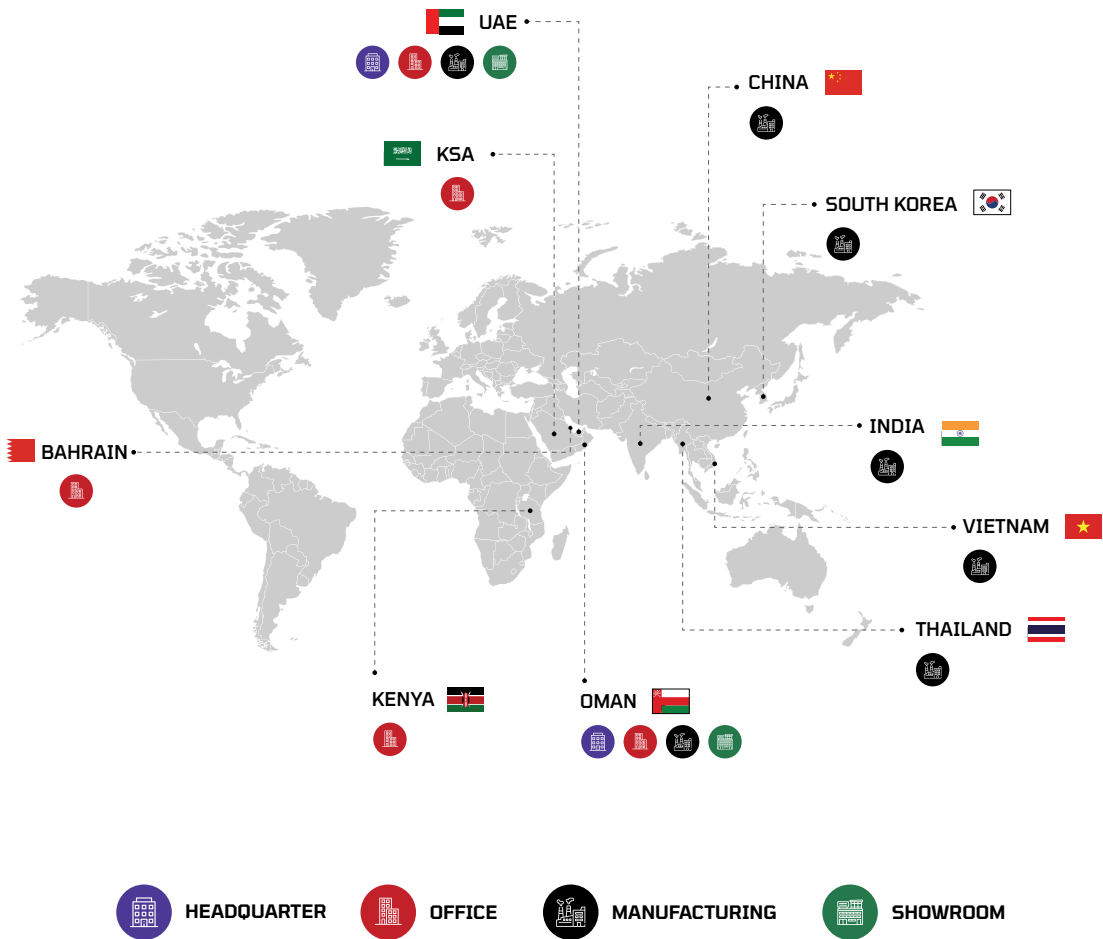 UAE
CHINA
KSA
SOUTH KOREA
INDIA
BAHRAIN
VIETNAM
THAILAND
KENYA
OMAN
HEADQUARTER
OFFICE
MANUFACTURING
SHOWROOM